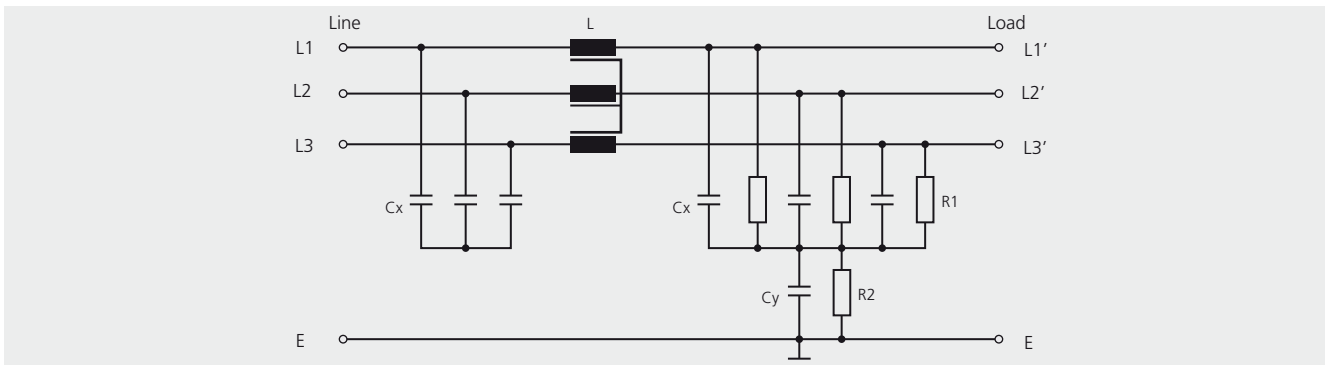 Line L Load
L1 L1’
L2 L2’
L3 L3’
Cx Cx R1
Cy R2
E E